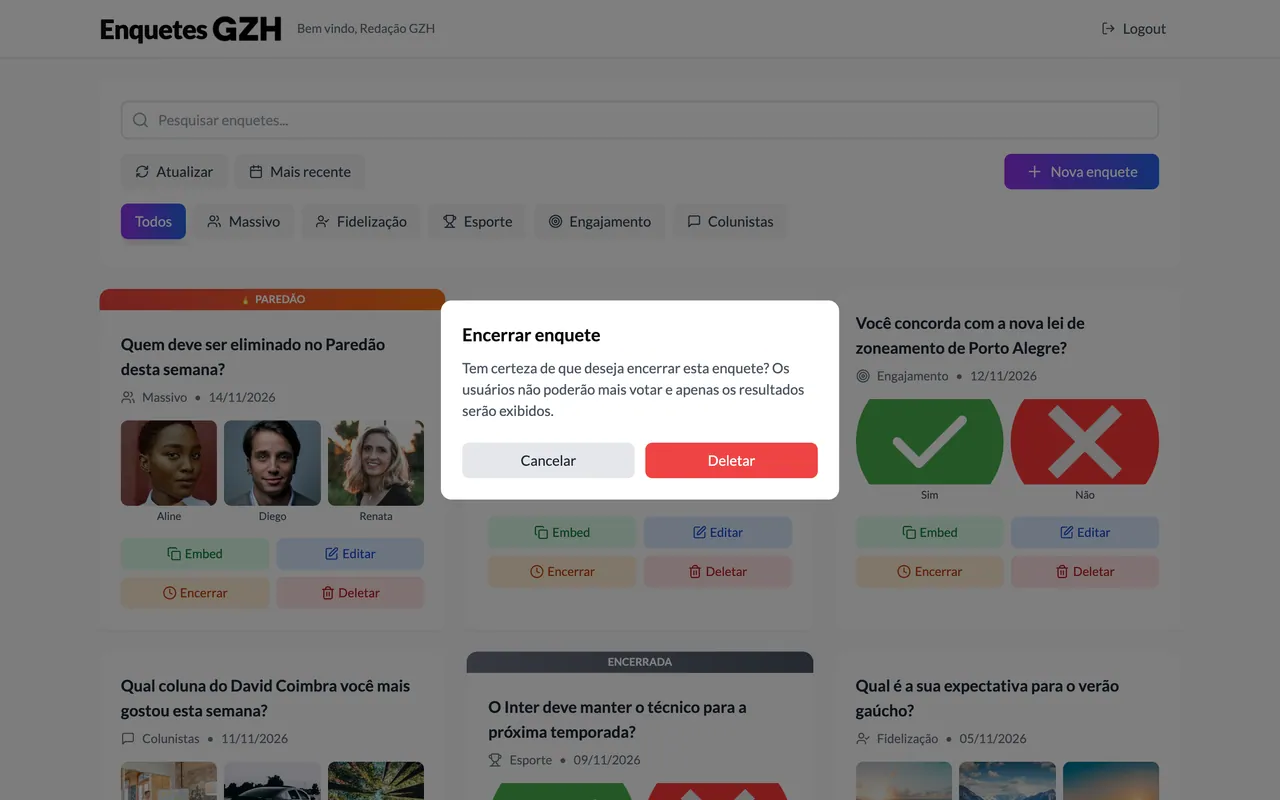 Enquetes GZH
Bem vindo, Redação GZH
Logout
Pesquisar enquetes...
Atualizar
Mais recente
Nova enquete
Todos
Massivo
Fidelização
Esporte
Engajamento
Colunistas
PAREDÃO
Quem deve ser eliminado no Paredão
desta semana?
Massivo • 14/11/2026
Aline
Diego
Renata
Embed
Editar
Encerrar
Deletar
Encerrar enquete
Tem certeza de que deseja encerrar esta enquete? Os
usuários não poderão mais votar e apenas os resultados
serão exibidos.
Cancelar
Deletar
Embed
Editar
Encerrar
Deletar
Você concorda com a nova lei de
zoneamento de Porto Alegre?
Engajamento • 12/11/2026
Sim
Não
Embed
Editar
Encerrar
Deletar
Qual coluna do David Coimbra você mais
gostou esta semana?
Colunistas • 11/11/2026
ENCERRADA
O Inter deve manter o técnico para a
próxima temporada?
Esporte • 09/11/2026
Qual é a sua expectativa para o verão
gaúcho?
Fidelização • 05/11/2026